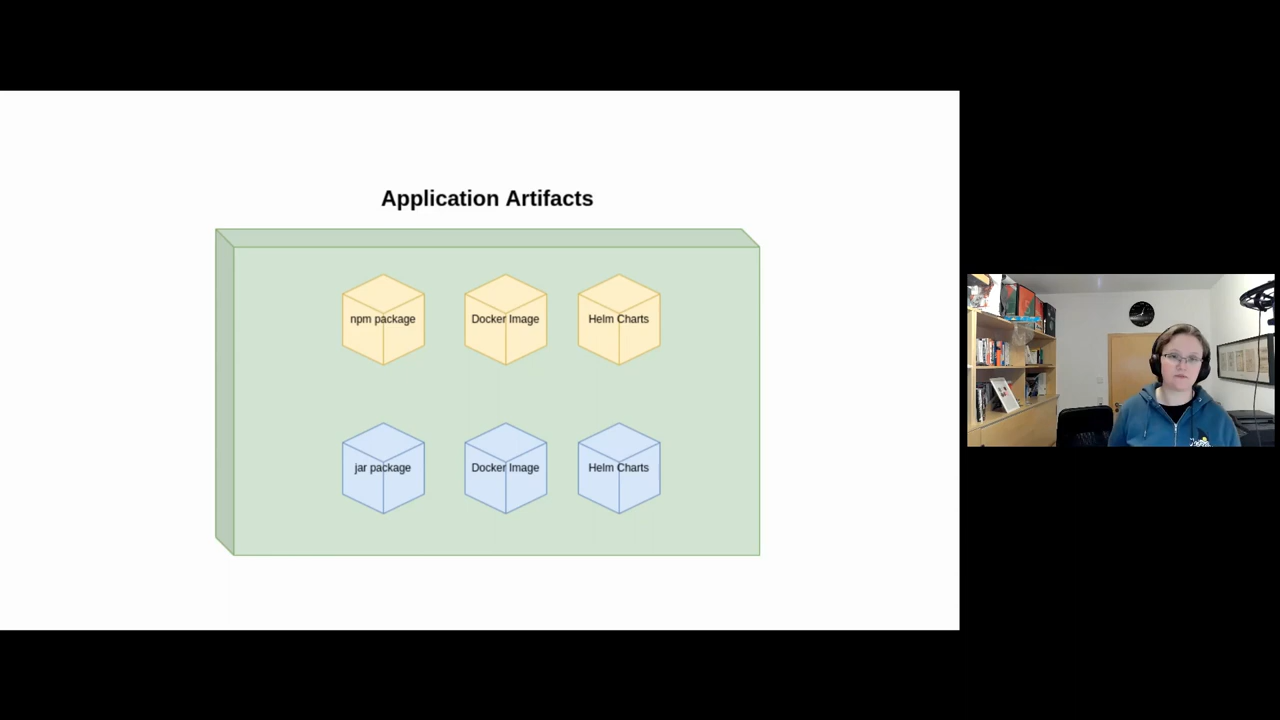 Application Artifacts
npm package
Docker Image
Helm Charts
jar package
Docker Image
Helm Charts